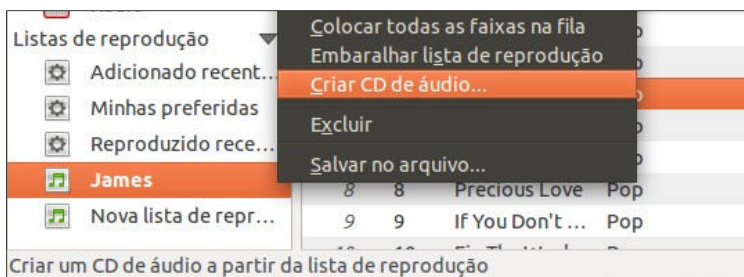 Listas de reprodução
Adicionado recent...
Minhas preferidas
Reproduzido rece...
James
Nova lista de repr...
Colocar todas as faixas na fila
Embaralhar lista de reprodução
Criar CD de áudio...
Excluir
Salvar no arquivo...
8 8 Precious Love Pop
9 9 If You Don't ... Pop
Criar um CD de áudio a partir da lista de reprodução